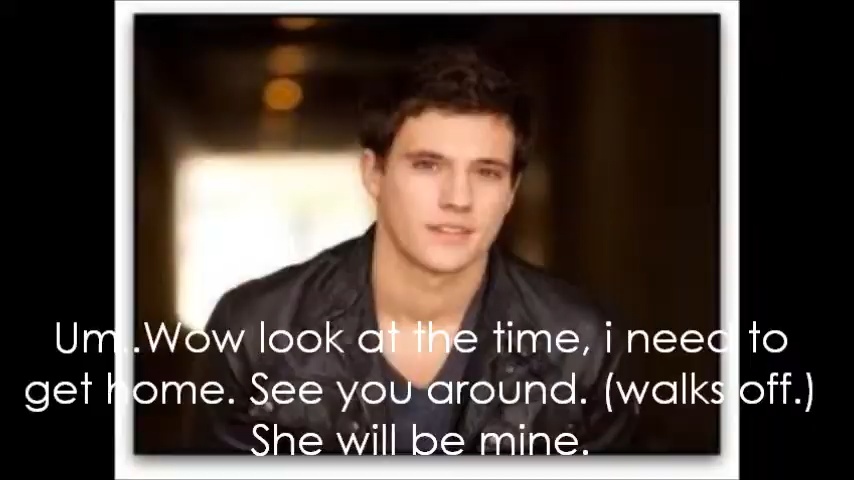 Um..Wow look at the time, i need to
get home. See you around. (walks off.)
She will be mine.